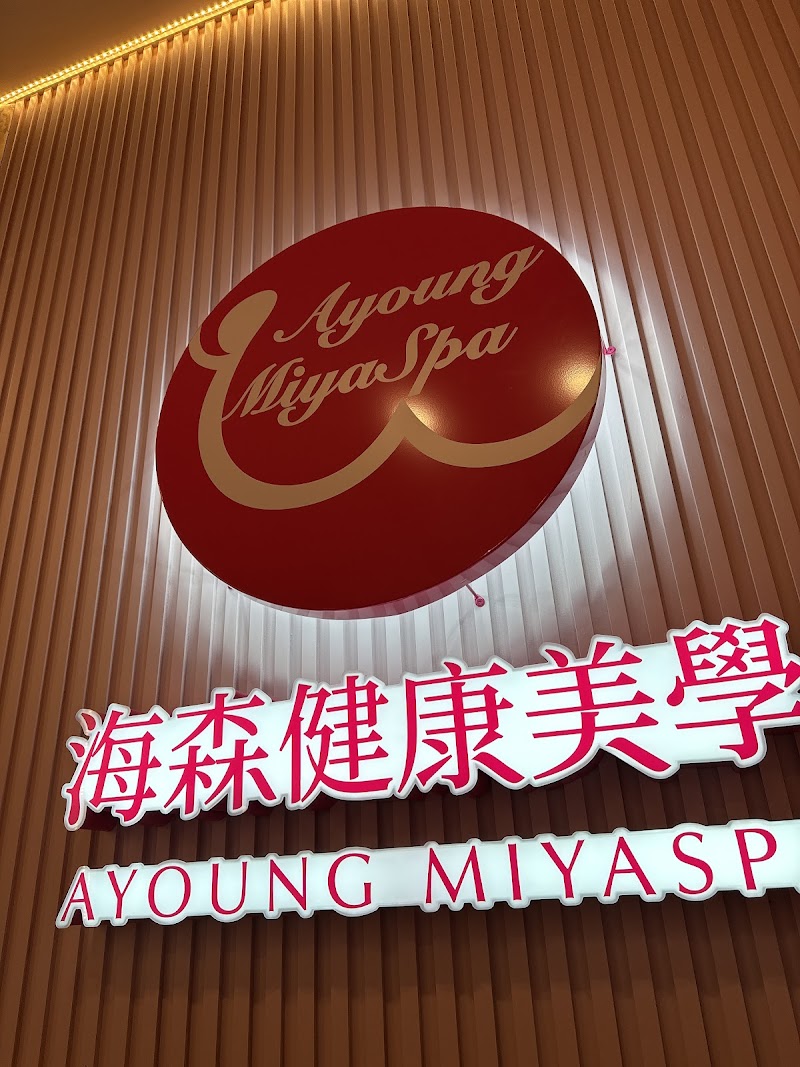 Ayoung
MiyaSpa
海森健康美學
AYOUNG MIYASP